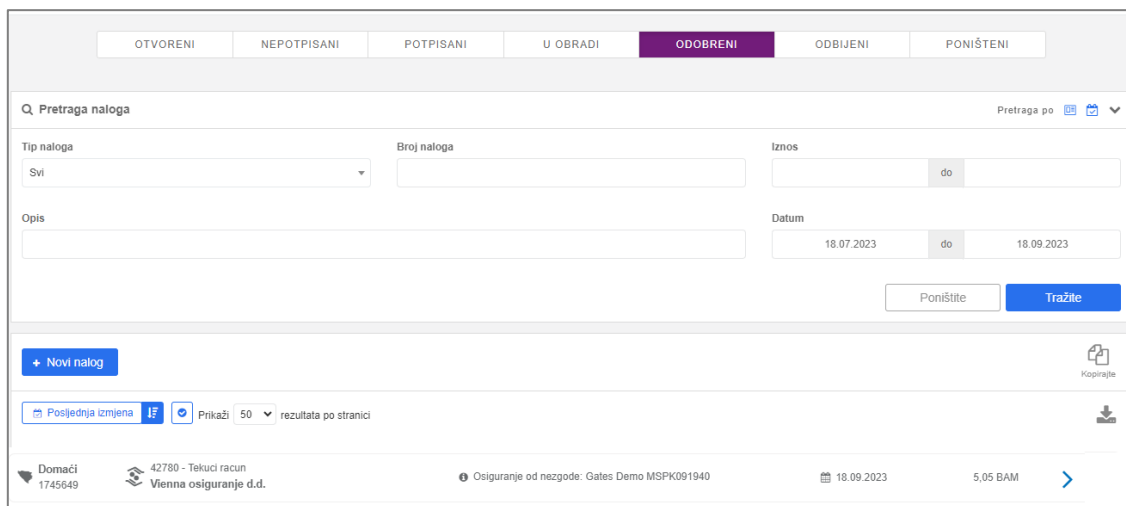 OTVORENI NEPOTPISANI POTPISANI U OBRADI ODOBRENI ODBIJENI PONIŠTENI
Pretraga naloga Pretraga po
Tip naloga Broj naloga Iznos
Svi do
Opis Datum
18.07.2023 do 18.09.2023
Poništite Tražite
+ Novi nalog
Kopirajte
Posljednja izmjena Prikaži 50 rezultata po stranici
Domaći 42780 - Tekuci racun
1745649 Vienna osiguranje d.d. Osiguranje od nezgode: Gates Demo MSPK091940 18.09.2023 5,05 BAM